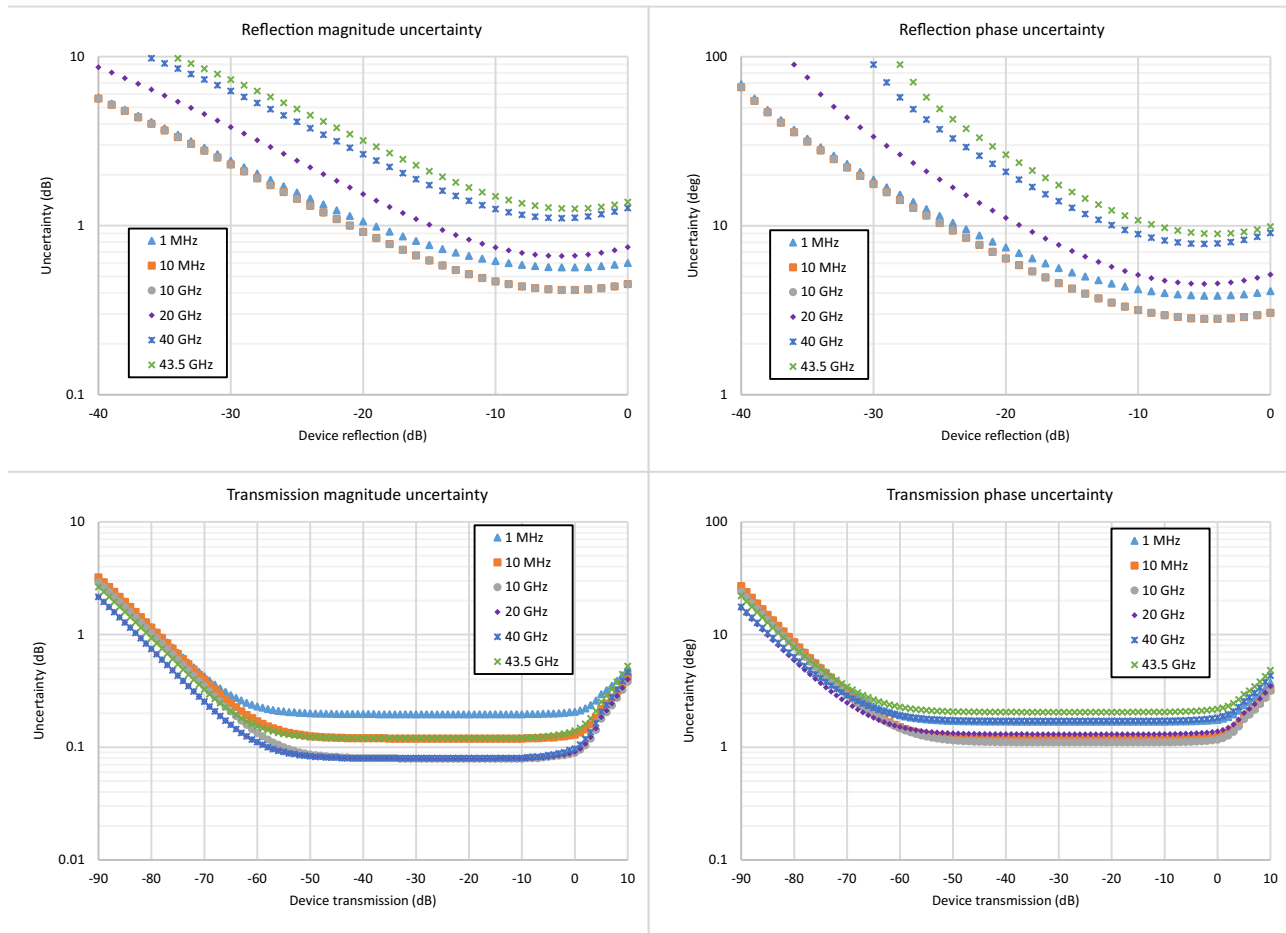 Reflection magnitude uncertainty
10
1
0.1
Uncertainty (dB)
1 MHz
10 MHz
10 GHz
20 GHz
40 GHz
43.5 GHz
-40 -30 -20 -10 0
Device reflection (dB)
Reflection phase uncertainty
100
10
1
Uncertainty (deg)
1 MHz
10 MHz
10 GHz
20 GHz
40 GHz
43.5 GHz
-40 -30 -20 -10 0
Device reflection (dB)
Transmission magnitude uncertainty
10
1
0.1
0.01
Uncertainty (dB)
1 MHz
10 MHz
10 GHz
20 GHz
40 GHz
43.5 GHz
-90 -80 -70 -60 -50 -40 -30 -20 -10 0 10
Device transmission (dB)
Transmission phase uncertainty
100
10
1
0.1
Uncertainty (deg)
1 MHz
10 MHz
10 GHz
20 GHz
40 GHz
43.5 GHz
-90 -80 -70 -60 -50 -40 -30 -20 -10 0 10
Device transmission (dB)